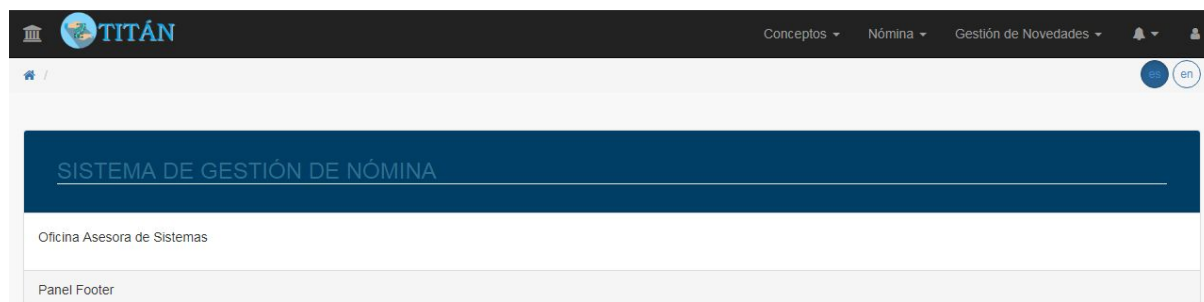 TITÁN
Conceptos Nómina Gestión de Novedades
/
es en
SISTEMA DE GESTIÓN DE NÓMINA
Oficina Asesora de Sistemas
Panel Footer